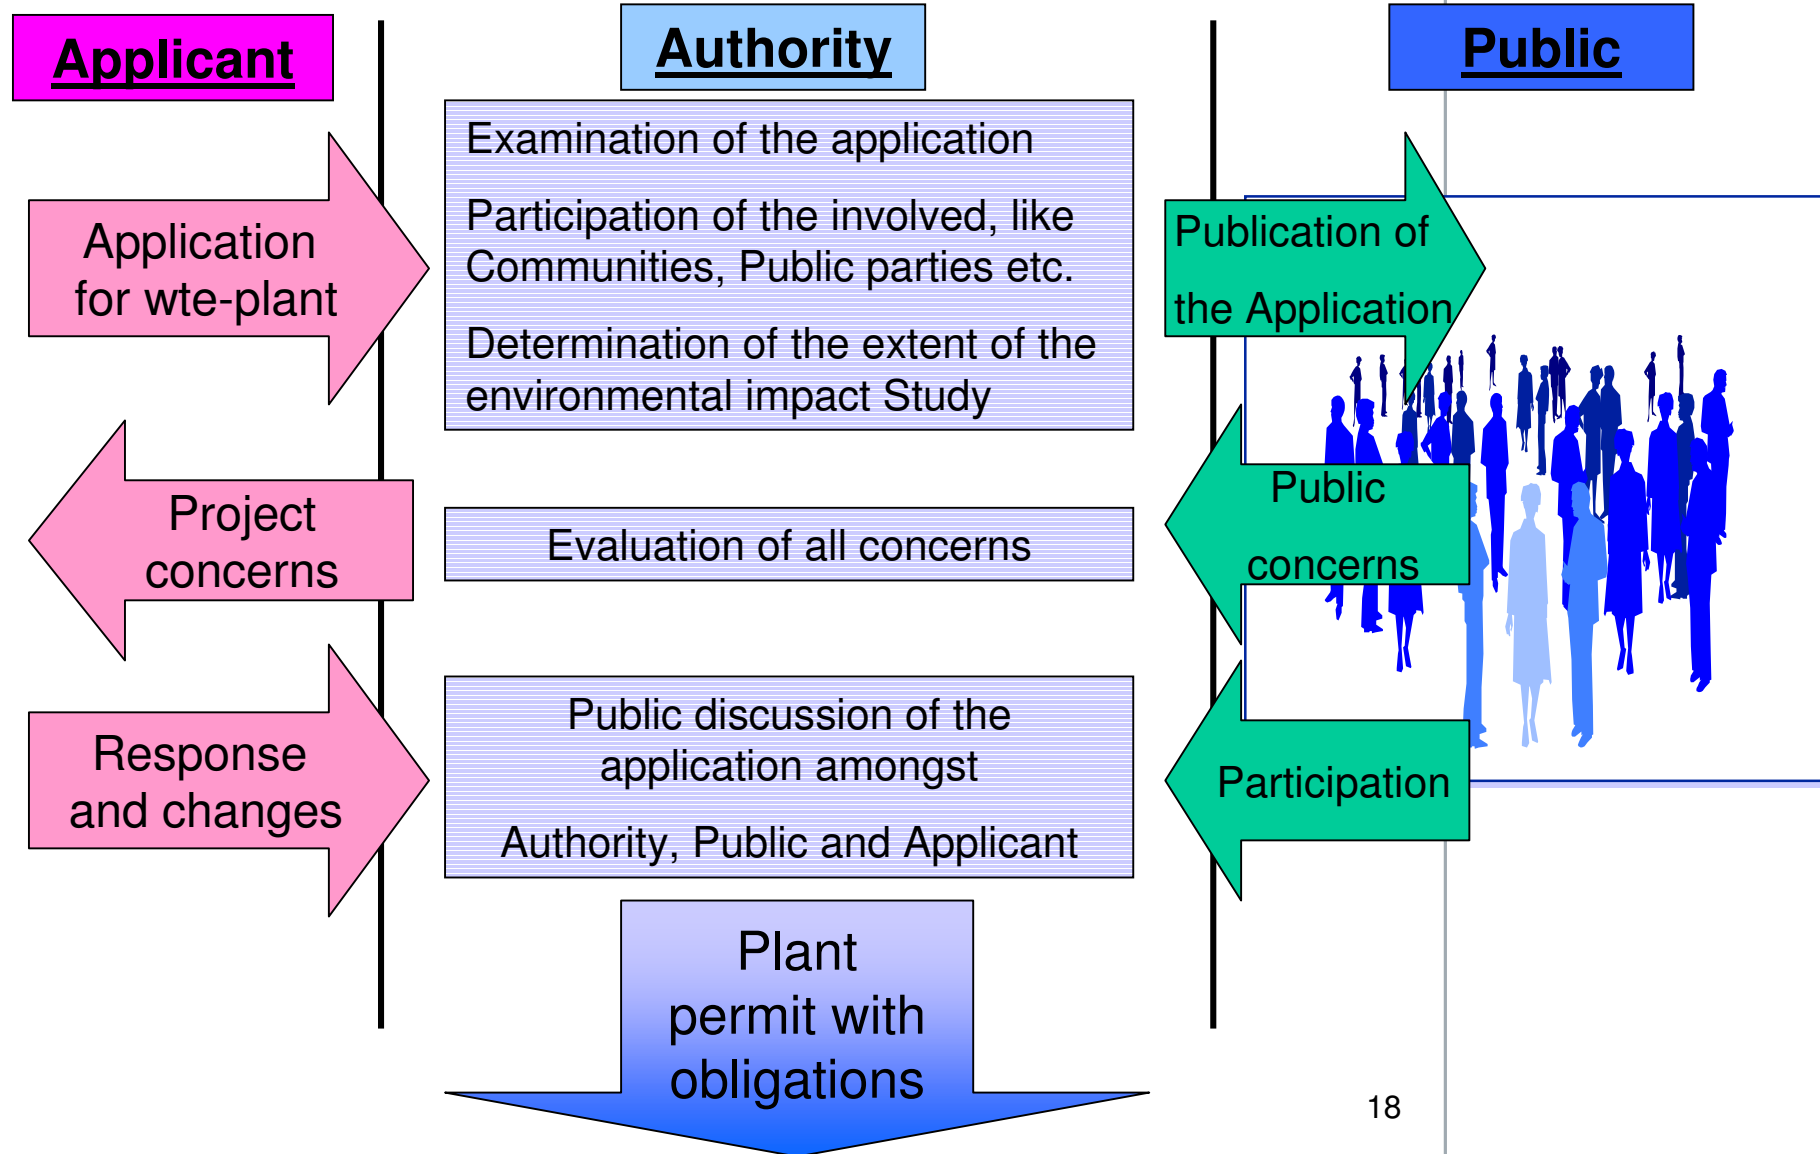 Applicant
Authority
Public
Application
for wte-plant
Examination of the application
Participation of the involved, like
Communities, Public parties etc.
Determination of the extent of the
environmental impact Study
Publication of
the Application
Project
concerns
Evaluation of all concerns
Public
concerns
Response
and changes
Public discussion of the
application amongst
Authority, Public and Applicant
Participation
Plant
permit with
obligations
18